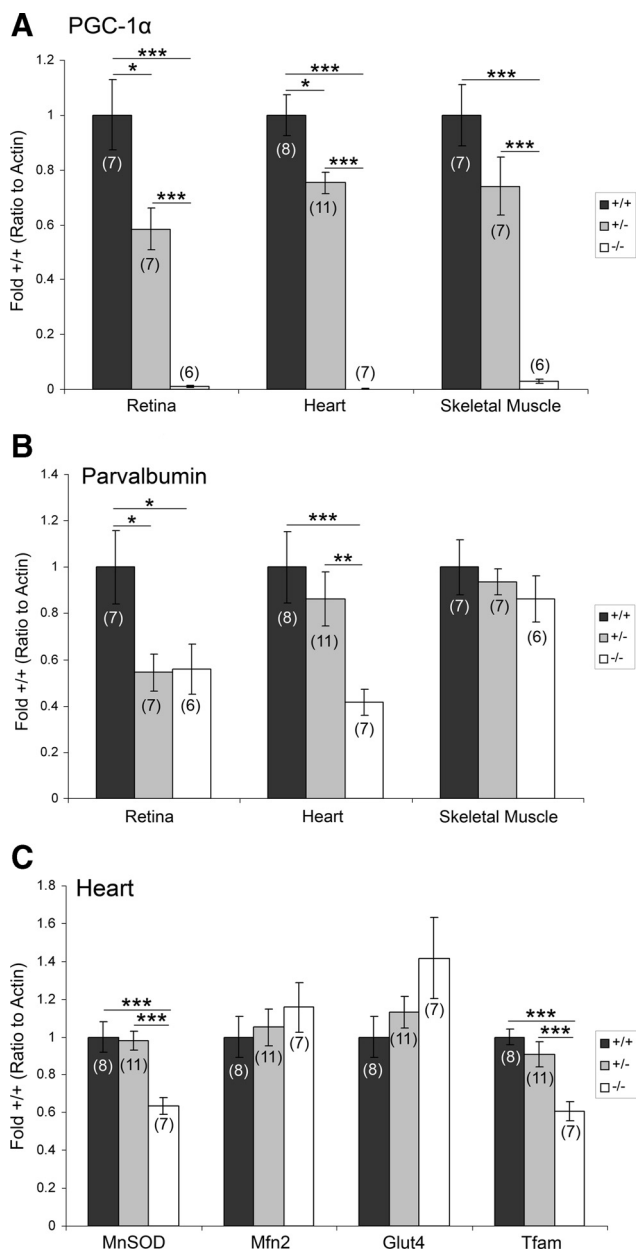 A PGC-1α
Fold +/+ (Ratio to Actin)
1.2
1
0.8
0.6
0.4
0.2
0
*** ***
* * ***
*** *** ***
(7) (7) (6) (8) (11) (7) (7) (7) (6)
Retina Heart Skeletal Muscle
+/+
+/-
-/-
B Parvalbumin
Fold +/+ (Ratio to Actin)
1.4
1.2
1
0.8
0.6
0.4
0.2
0
* ***
* **
(7) (7) (6) (8) (11) (7) (7) (7) (6)
Retina Heart Skeletal Muscle
+/+
+/-
-/-
C Heart
Fold +/+ (Ratio to Actin)
1.8
1.6
1.4
1.2
1
0.8
0.6
0.4
0.2
0
*** ***
*** ***
(8) (11) (7) (8) (11) (7) (8) (11) (7) (8) (11) (7)
MnSOD Mfn2 Glut4 Tfam
+/+
+/-
-/-